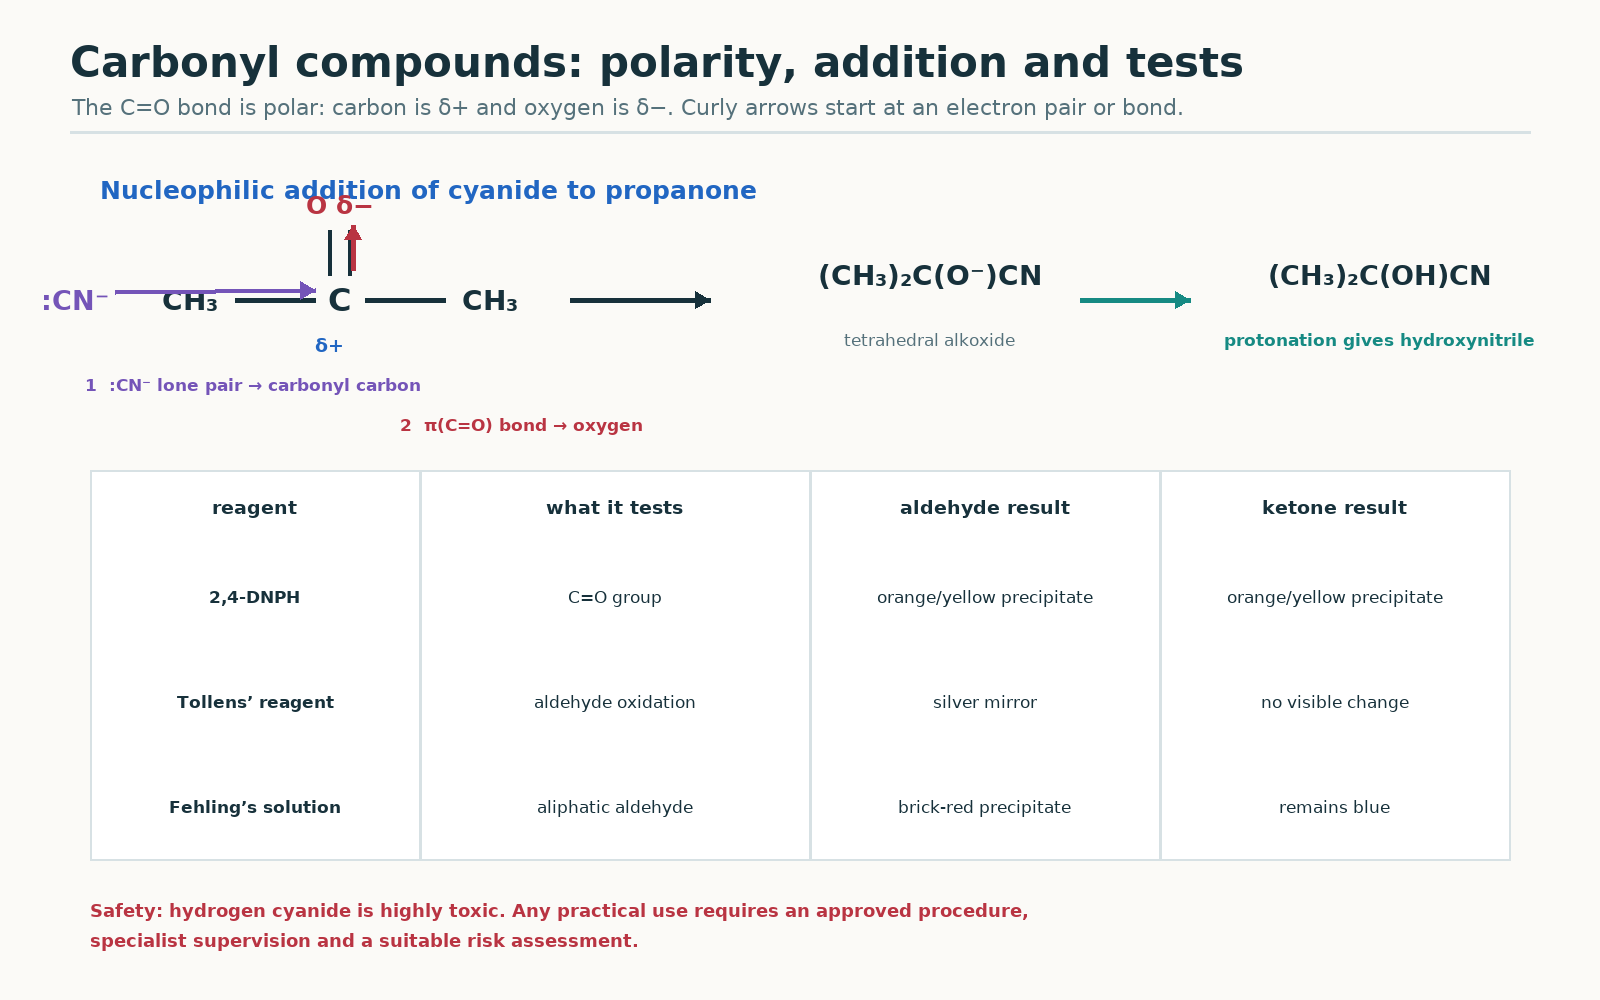 Carbonyl compounds: polarity, addition and tests
The C=O bond is polar: carbon is δ+ and oxygen is δ−. Curly arrows start at an electron pair or bond.
Nucleophilic addition of cyanide to propanone
O δ−
:CN⁻ CH₃ C CH₃
(CH₃)₂C(O⁻)CN
(CH₃)₂C(OH)CN
δ+
tetrahedral alkoxide
protonation gives hydroxynitrile
1 :CN⁻ lone pair → carbonyl carbon
2 π(C=O) bond → oxygen
reagent what it tests aldehyde result ketone result
2,4-DNPH C=O group orange/yellow precipitate orange/yellow precipitate
Tollens’ reagent aldehyde oxidation silver mirror no visible change
Fehling’s solution aliphatic aldehyde brick-red precipitate remains blue
Safety: hydrogen cyanide is highly toxic. Any practical use requires an approved procedure,
specialist supervision and a suitable risk assessment.